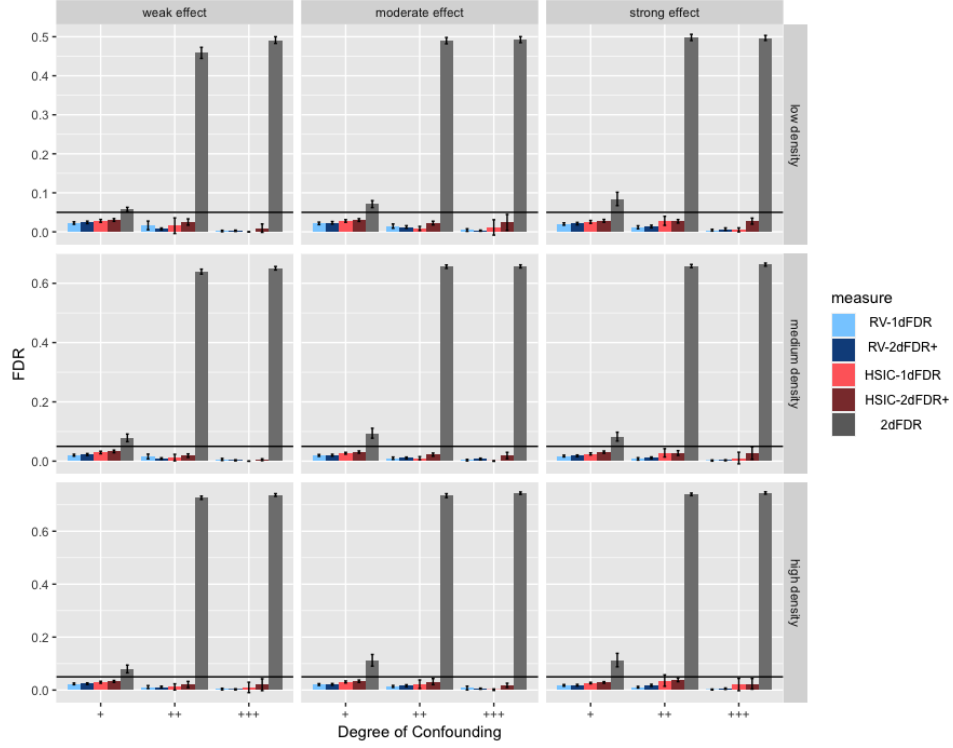 weak effect
moderate effect
strong effect
0.5
0.4
0.3
0.2
0.1
0.0
low density
0.6
0.4
0.2
0.0
medium density
0.6
0.4
0.2
0.0
high density
FDR
+ ++ +++
+ ++ +++
+ ++ +++
Degree of Confounding
measure
RV-1dFDR
RV-2dFDR+
HSIC-1dFDR
HSIC-2dFDR+
2dFDR